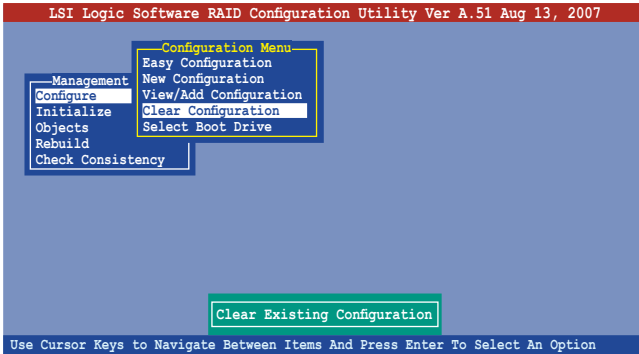 LSI Logic Software RAID Configuration Utility Ver A.51 Aug 13, 2007
Configuration Menu
Easy Configuration
New Configuration
View/Add Configuration
Clear Configuration
Select Boot Drive
Management
Configure
Initialize
Objects
Rebuild
Check Consistency
Clear Existing Configuration
Use Cursor Keys to Navigate Between Items And Press Enter To Select An Option